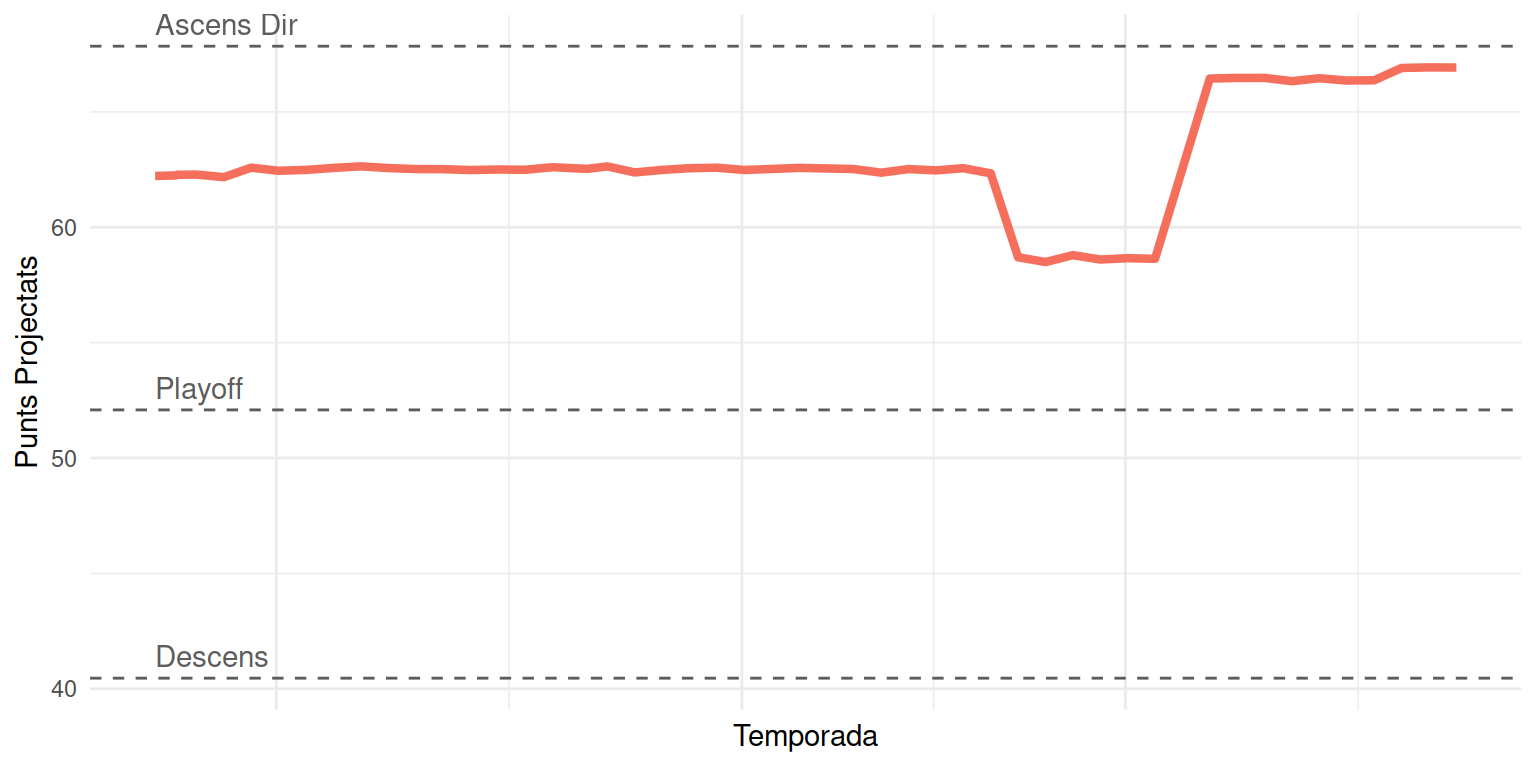 Ascens Dir
60
Playoff
50
Descens
40
Punts Projectats
Temporada